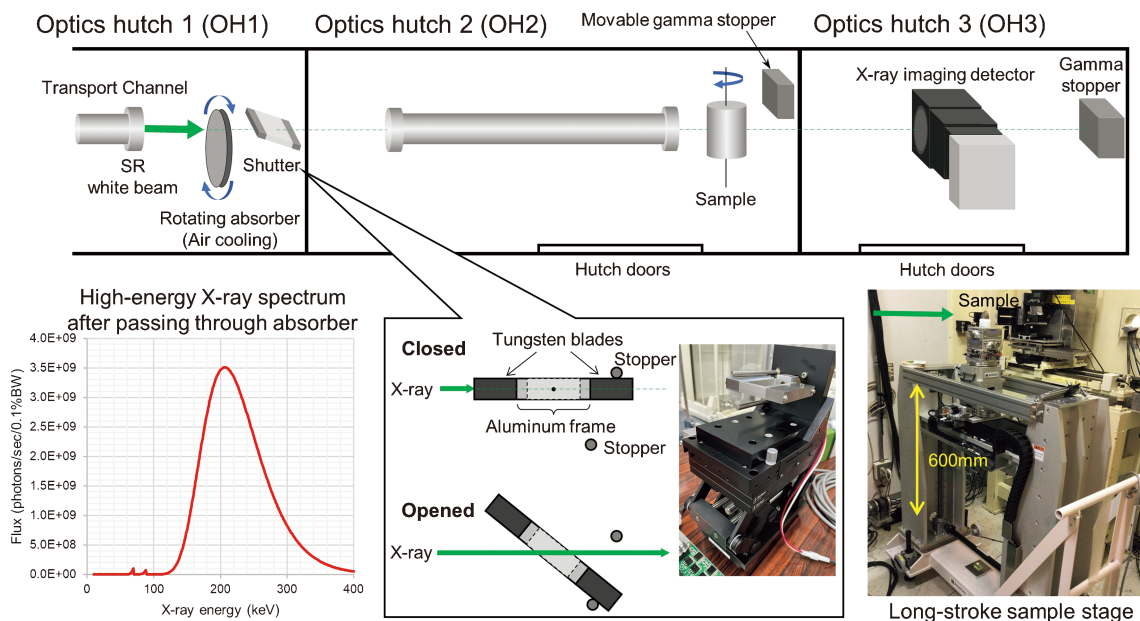 Optics hutch 1 (OH1)
Optics hutch 2 (OH2)
Movable gamma stopper
Optics hutch 3 (OH3)
Transport Channel
X-ray imaging detector
Gamma
stopper
SR
white beam
Shutter
Rotating absorber
(Air cooling)
Sample
Hutch doors
Hutch doors
High-energy X-ray spectrum
after passing through absorber
Flux (photons/sec/0.1%BW)
4.0E+09
3.5E+09
3.0E+09
2.5E+09
2.0E+09
1.5E+09
1.0E+09
5.0E+08
0.0E+00
0
100
200
300
400
X-ray energy (keV)
Closed
Tungsten blades
Stopper
X-ray
Aluminum frame
Stopper
Opened
X-ray
Sample
600mm
Long-stroke sample stage